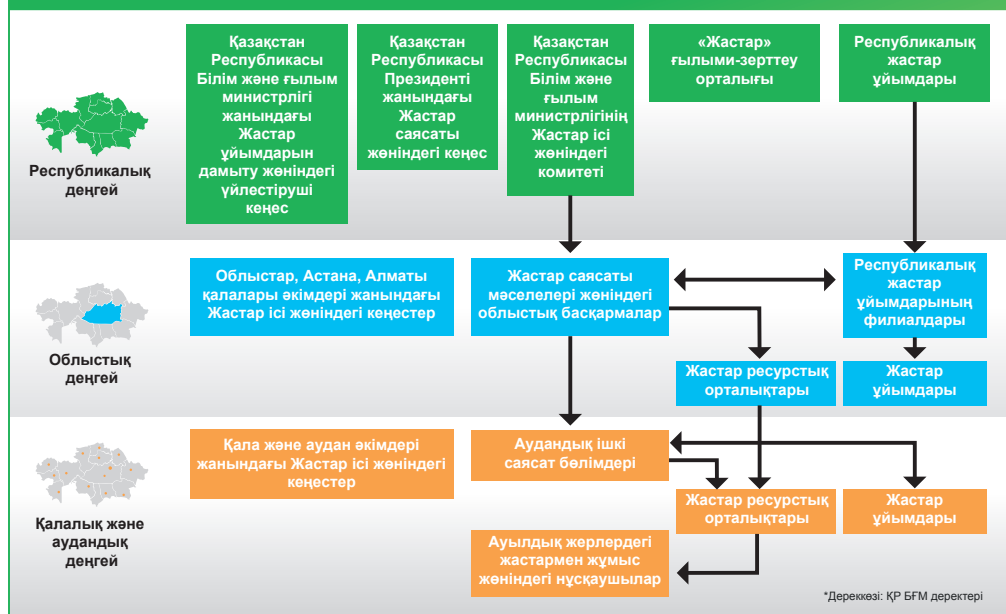 Қазақстан
Республикасы
Білім және ғылым
министрлігі
жанындағы
Жастар
ұйымдарын
дамыту жөніндегі
үйлестіруші
кеңес
Қазақстан
Республикасы
Президенті
жанындағы
Жастар
саясаты
жөніндегі кеңес
Қазақстан
Республикасы
Білім және
ғылым
министрлігінің
Жастар ісі
жөніндегі
комитеті
«Жастар»
ғылыми-зерттеу
орталығы
Республикалық
жастар
ұйымдары
Республикалық
деңгей
Облыстар, Астана, Алматы
қалалары әкімдері жанындағы
Жастар ісі жөніндегі кеңестер
Жастар саясаты
мәселелері жөніндегі
облыстық басқармалар
Республикалық
жастар
ұйымдарының
филиалдары
Облыстық
деңгей
Жастар ресурстық
орталықтары
Жастар
ұйымдары
Қала және аудан әкімдері
жанындағы Жастар ісі жөніндегі
кеңестер
Аудандық ішкі
саясат бөлімдері
Қалалық және
аудандық
деңгей
Жастар ресурстық
орталықтары
Жастар
ұйымдары
Ауылдық жерлердегі
жастармен жұмыс
жөніндегі нұсқаушылар
*Дереккөзі: ҚР БҒМ деректері